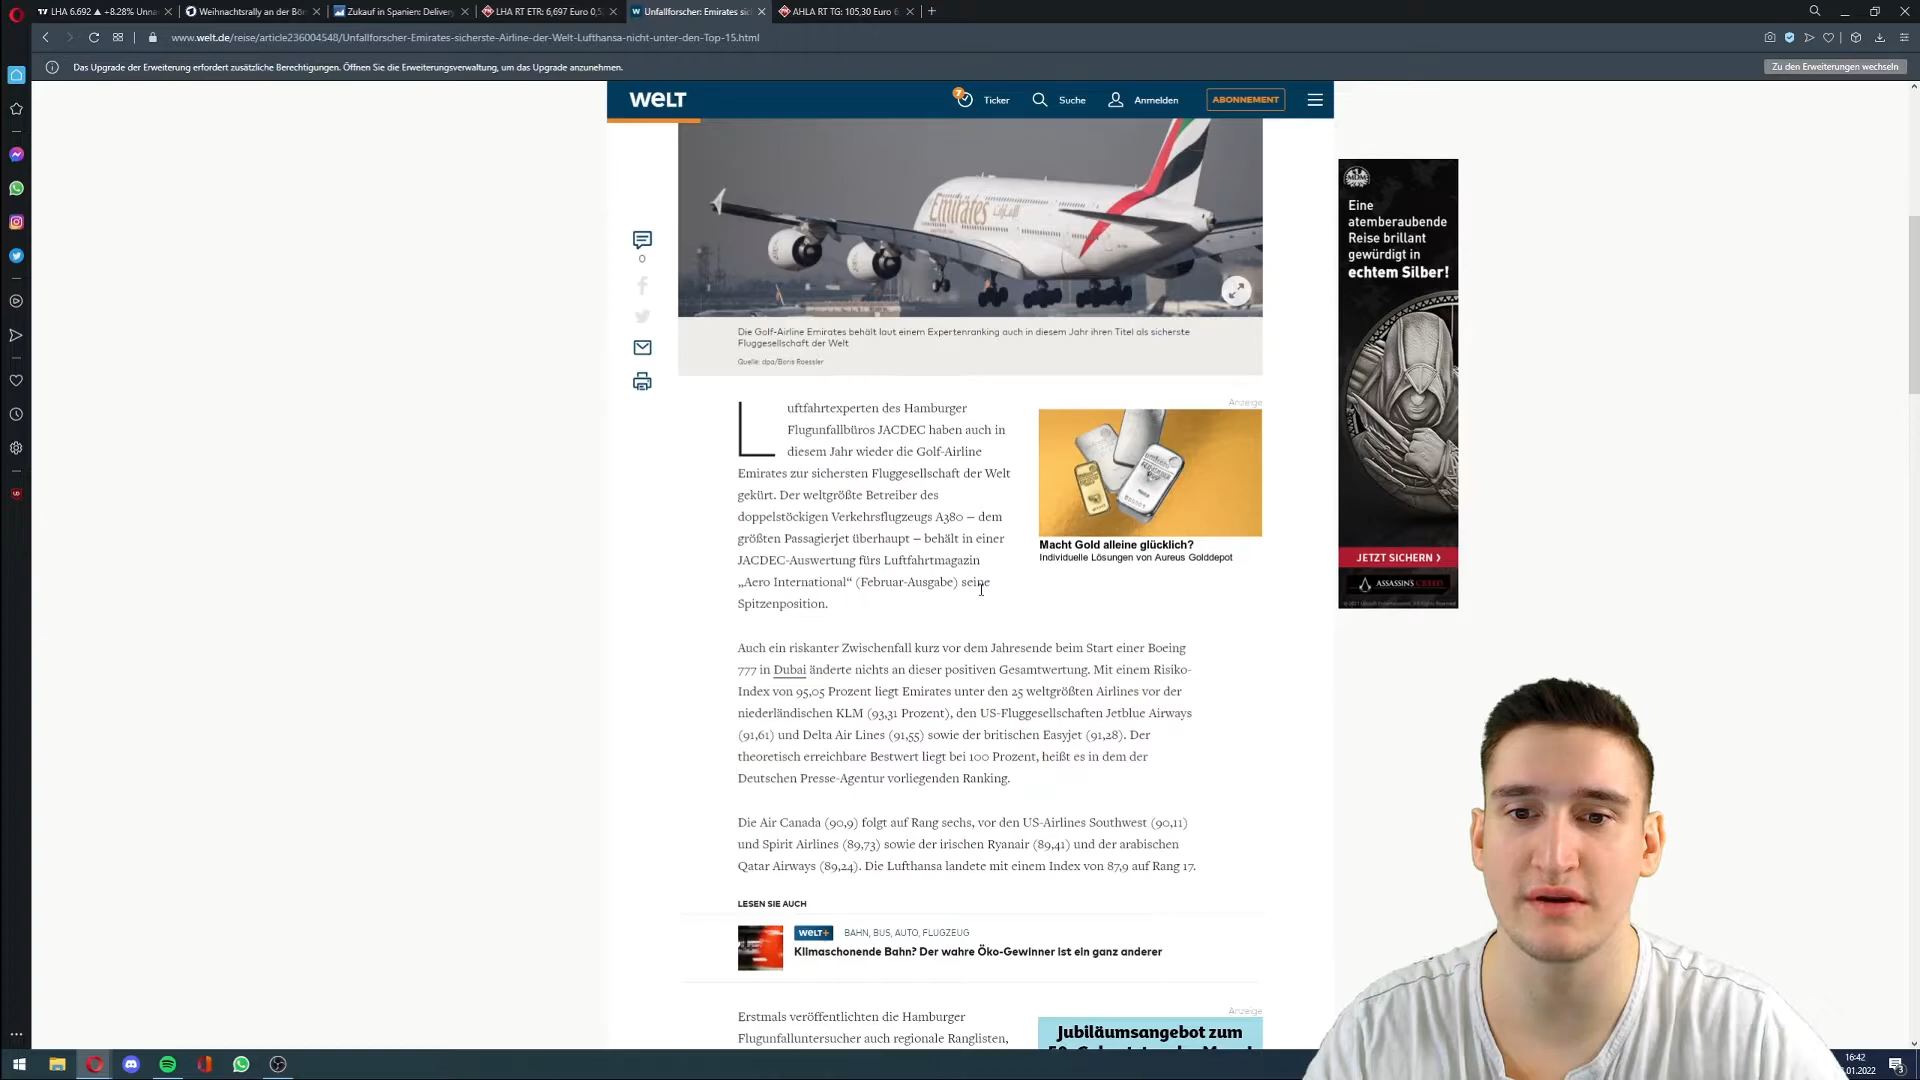 LHA 6.692 ▲ +8.28% Unna
Weihnachtsrally an der Bör
Zukauf in Spanien: Delivery
LHA RT ETR: 6,697 Euro 0,5
Unfallforscher: Emirates sic
AHLA RT TG: 105,30 Euro 6
www.welt.de/reise/article236004548/Unfallforscher-Emirates-sicherste-Airline-der-Welt-Lufthansa-nicht-unter-den-Top-15.html
Das Upgrade der Erweiterung erfordert zusätzliche Berechtigungen. Öffnen Sie die Erweiterungsverwaltung, um das Upgrade anzunehmen.
Zu den Erweiterungen wechseln
WELT
7
Ticker
Suche
Anmelden
ABONNEMENT
Emirates
0
Die Golf-Airline Emirates behält laut einem Expertenranking auch in diesem Jahr ihren Titel als sicherste
Fluggesellschaft der Welt
Quelle: dpa/Boris Roessler
Luftfahrtexperten des Hamburger
Flugunfallbüros JACDEC haben auch in
diesem Jahr wieder die Golf-Airline
Emirates zur sichersten Fluggesellschaft der Welt
gekürt. Der weltgrößte Betreiber des
doppelstöckigen Verkehrsflugzeugs A380 – dem
größten Passagierjet überhaupt – behält in einer
JACDEC-Auswertung fürs Luftfahrtmagazin
„Aero International“ (Februar-Ausgabe) seine
Spitzenposition.
Anzeige
Macht Gold alleine glücklich?
Individuelle Lösungen von Aureus Golddepot
Auch ein riskanter Zwischenfall kurz vor dem Jahresende beim Start einer Boeing
777 in Dubai änderte nichts an dieser positiven Gesamtwertung. Mit einem Risiko-
Index von 95,05 Prozent liegt Emirates unter den 25 weltgrößten Airlines vor der
niederländischen KLM (93,31 Prozent), den US-Fluggesellschaften Jetblue Airways
(91,61) und Delta Air Lines (91,55) sowie der britischen Easyjet (91,28). Der
theoretisch erreichbare Bestwert liegt bei 100 Prozent, heißt es in dem der
Deutschen Presse-Agentur vorliegenden Ranking.
Die Air Canada (90,9) folgt auf Rang sechs, vor den US-Airlines Southwest (90,11)
und Spirit Airlines (89,73) sowie der irischen Ryanair (89,41) und der arabischen
Qatar Airways (89,24). Die Lufthansa landete mit einem Index von 87,9 auf Rang 17.
LESEN SIE AUCH
WELT+ BAHN, BUS, AUTO, FLUGZEUG
Klimaschonende Bahn? Der wahre Öko-Gewinner ist ein ganz anderer
Erstmals veröffentlichten die Hamburger
Flugunfalluntersucher auch regionale Ranglisten,
Anzeige
Jubiläumsangebot zum
MDM
Eine
atemberaubende
Reise brillant
gewürdigt in
echtem Silber!
JETZT SICHERN >
ASSASSIN'S CREED
16:42
.01.2022
3